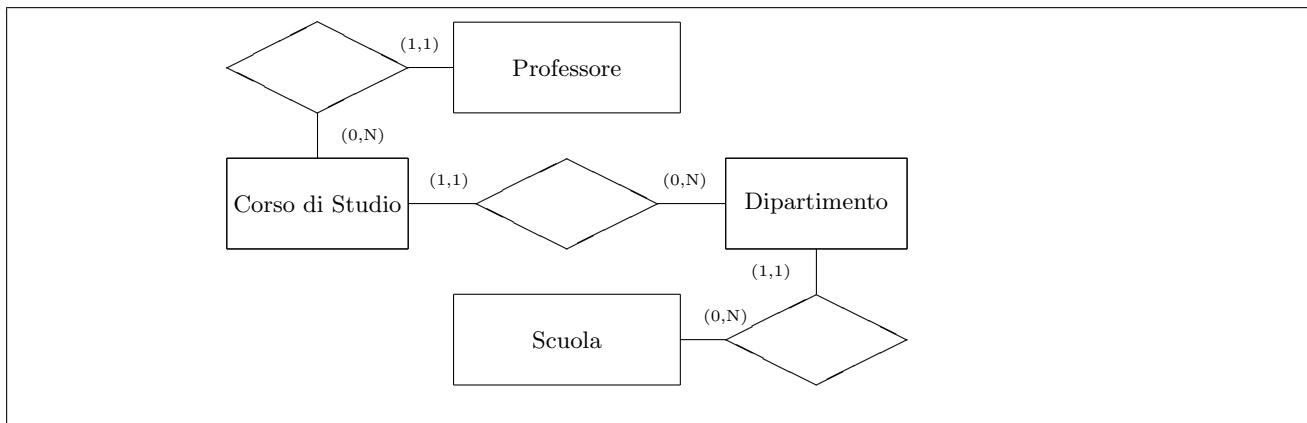 (1,1)
Professore
(0,N)
Corso di Studio
(1,1)
(0,N)
Dipartimento
(1,1)
Scuola
(0,N)